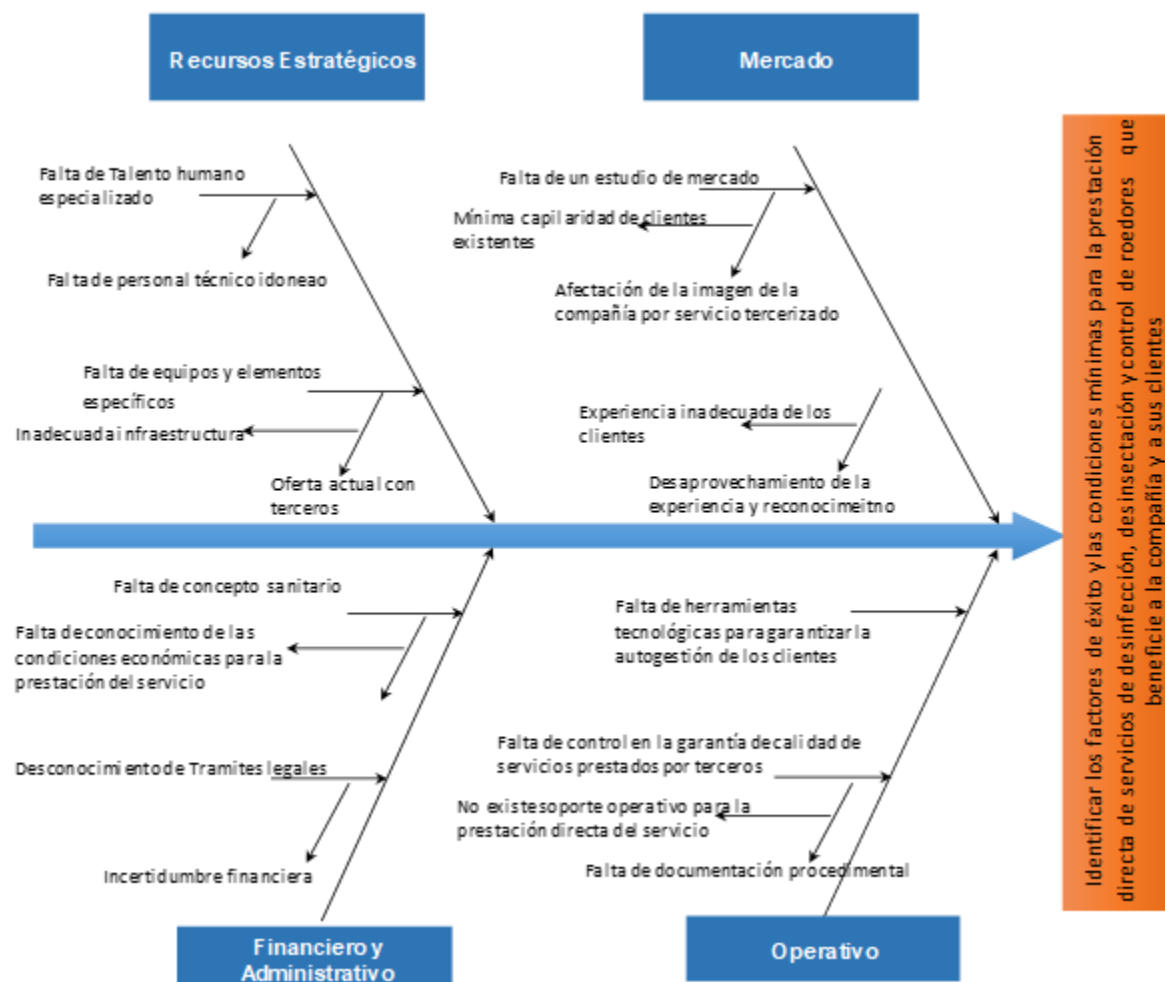 Recursos Estratégicos
Mercado
Falta de Talento humano
especializado
Falta de personal técnico idoneao
Falta de equipos y elementos
específicos
Inadecuada infraestructura
Oferta actual con
terceros
Falta de un estudio de mercado
Mínima capilaridad de clientes
existentes
Afectación de la imagen de la
compañía por servicio tercerizado
Experiencia inadecuada de los
clientes
Desaprovechamiento de la
experiencia y reconocimeitno
Falta de concepto sanitario
Falta de conocimiento de las
condiciones económicas para la
prestación del servicio
Desconocimiento de Tramites legales
Incertidumbre financiera
Falta de herramientas
tecnológicas para garantizar la
autogestión de los clientes
Falta de control en la garantía de calidad de
servicios prestados por terceros
No existe soporte operativo para la
prestación directa del servicio
Falta de documentación procedimental
Financiero y
Administrativo
Operativo
Identificar los factores de éxito y las condiciones mínimas para la prestación
directa de servicios de desinfección, desinsectación y control de roedores que
beneficie a la compañía y a sus clientes